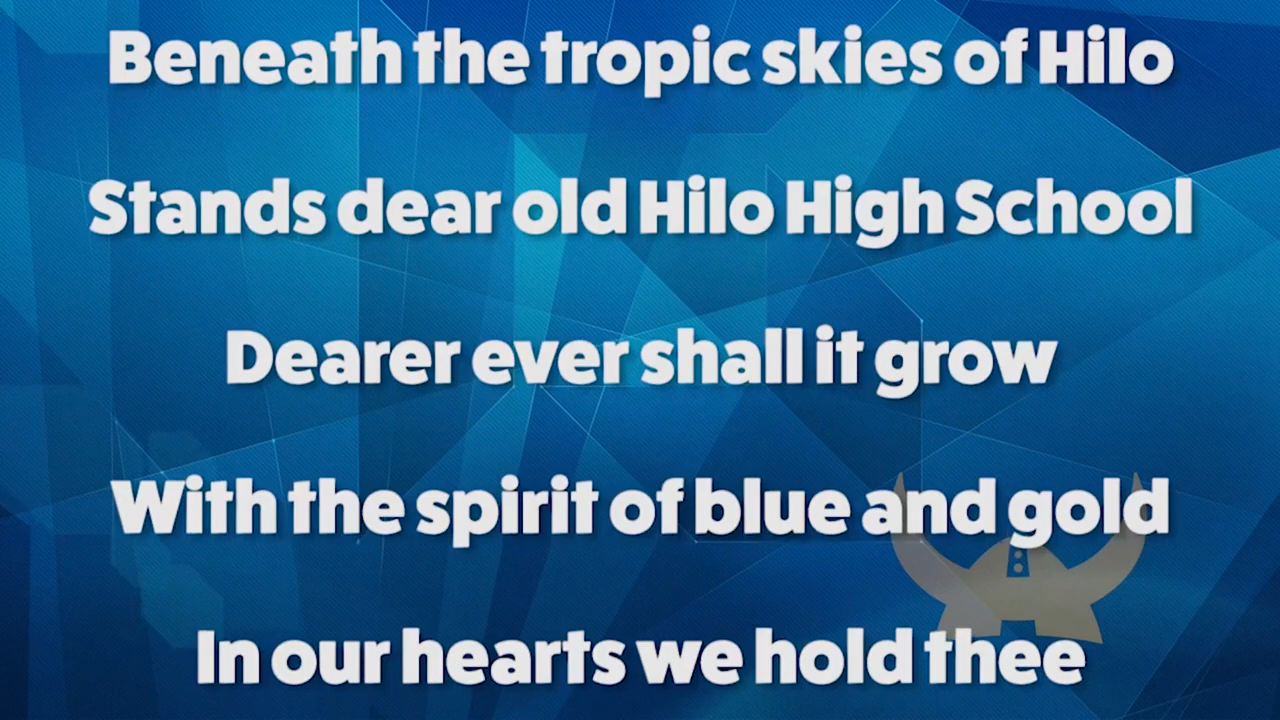 Beneath the tropic skies of Hilo
Stands dear old Hilo High School
Dearer ever shall it grow
With the spirit of blue and gold
In our hearts we hold thee